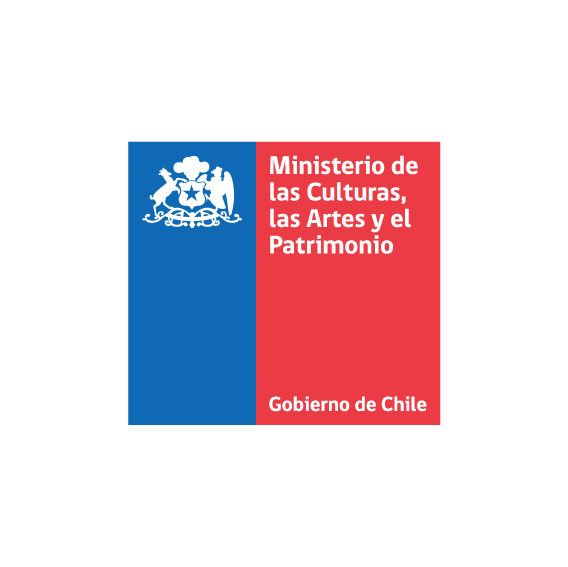 Ministerio de
las Culturas,
las Artes y el
Patrimonio
Gobierno de Chile